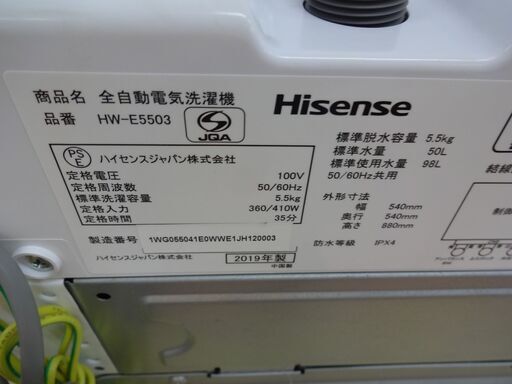 商品名 全自動電気洗濯機
品番 HW-E5503
S
JQA
Hisense
PS
E
ハイセンスジャパン株式会社
定格電圧 100V
定格周波数 50/60Hz
標準洗濯容量 5.5kg
定格入力 360/410W
定格時間 35分
製造番号 1WG055041E0WWE1JH120003
ハイセンスジャパン株式会社
2019年製
中国製
標準脱水容量 5.5kg
標準水量 50L
標準使用水量 98L
50/60Hz共用
外形寸法
幅 540mm
奥行 540mm
高さ 880mm
防水等級 IPX4
結線
制御